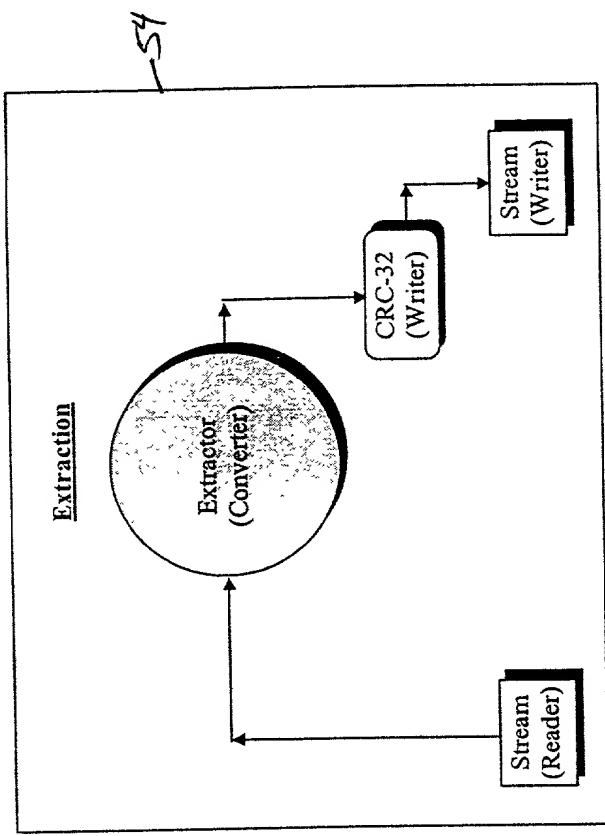 54
Extraction
Extractor
(Converter)
CRC-32
(Writer)
Stream
(Reader)
Stream
(Writer)